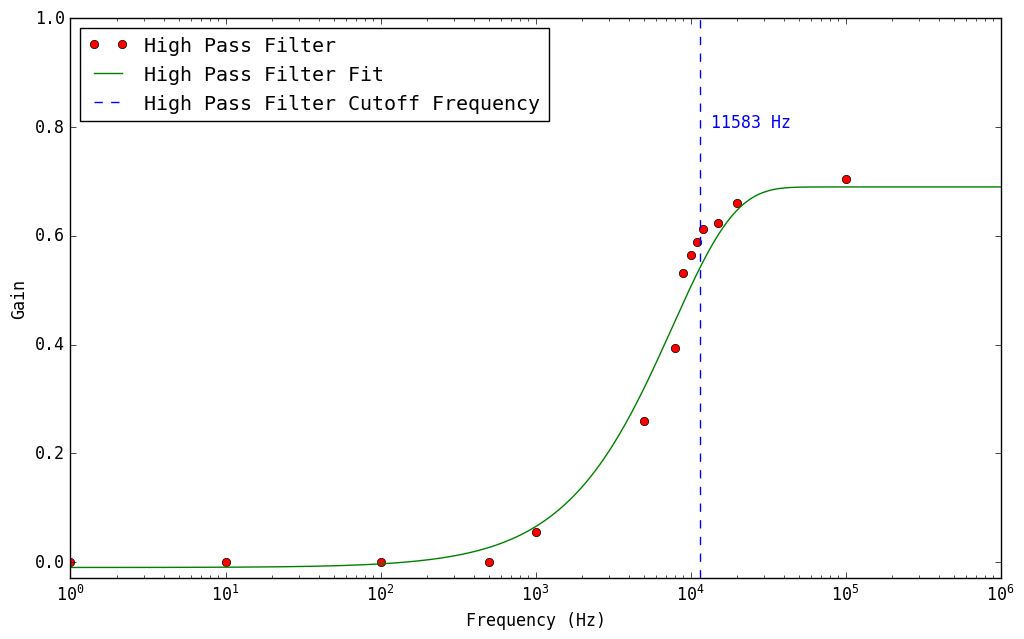 1.0
0.8
0.6
0.4
0.2
0.0
Gain
High Pass Filter
High Pass Filter Fit
High Pass Filter Cutoff Frequency
11583 Hz
10⁰ 10¹ 10² 10³ 10⁴ 10⁵ 10⁶
Frequency (Hz)